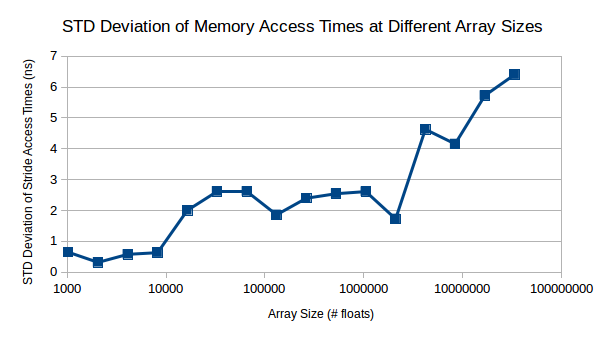 STD Deviation of Memory Access Times at Different Array Sizes
STD Deviation of Stride Access Times (ns)
7
6
5
4
3
2
1
0
1000 10000 100000 1000000 10000000 100000000
Array Size (# floats)